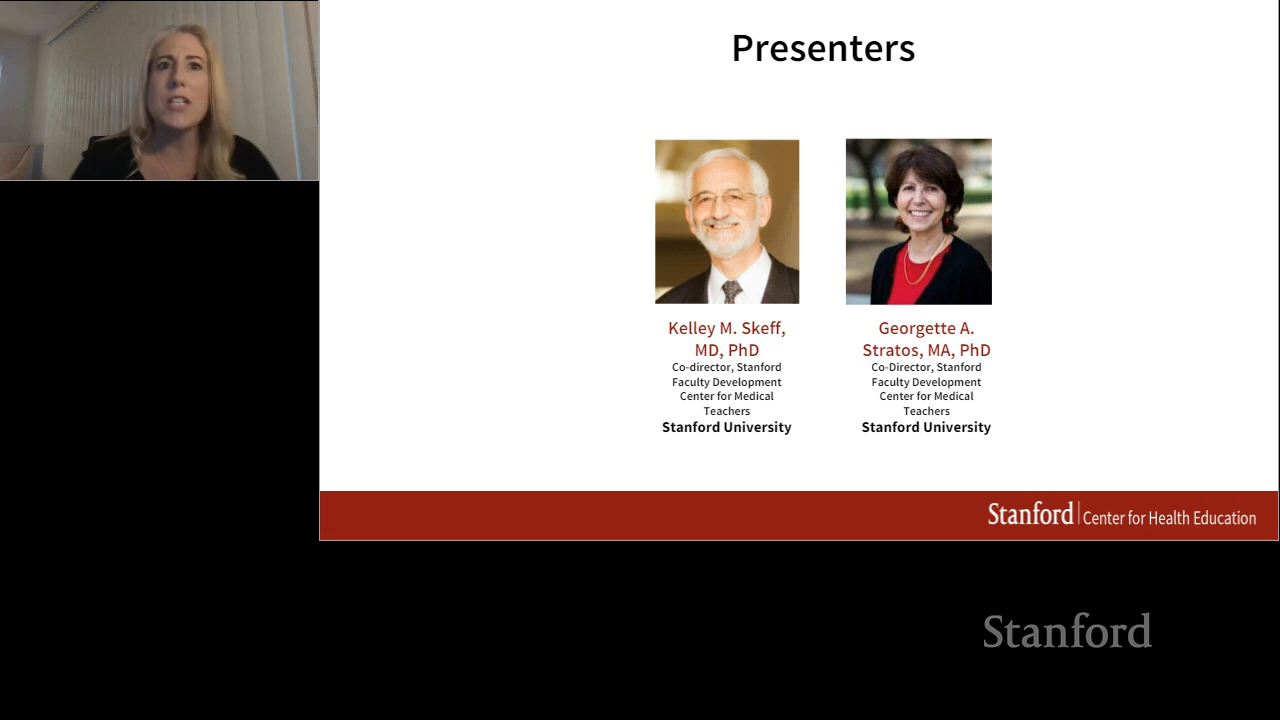 Presenters
Kelley M. Skeff,
MD, PhD
Co-director, Stanford
Faculty Development
Center for Medical
Teachers
Stanford University
Georgette A.
Stratos, MA, PhD
Co-Director, Stanford
Faculty Development
Center for Medical
Teachers
Stanford University
Stanford | Center for Health Education
Stanford